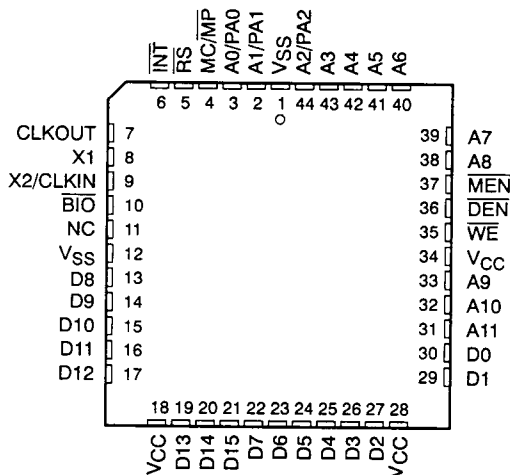 INT RS MC/MP A0/PA0 A1/PA1 VSS A2/PA2 A3 A4 A5 A6
6 5 4 3 2 1 44 43 42 41 40
CLKOUT 7
X1 8
X2/CLKIN 9
BIO 10
NC 11
VSS 12
D8 13
D9 14
D10 15
D11 16
D12 17
39 A7
38 A8
37 MEN
36 DEN
35 WE
34 VCC
33 A9
32 A10
31 A11
30 D0
29 D1
18 19 20 21 22 23 24 25 26 27 28
VCC D13 D14 D15 D7 D6 D5 D4 D3 D2 VCC